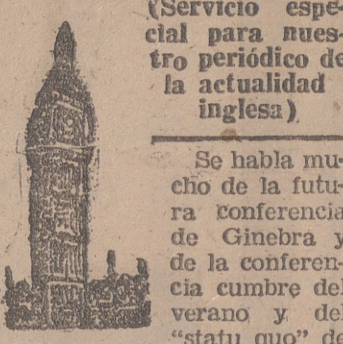 (Servicio espe-
cial para nues-
tro periódico de
la actualidad
inglesa)
Se habla mu-
cho de la futu-
ra conferencia
de Ginebra y
de la conferen-
cia cumbre del
verano y del
"statu quo" de